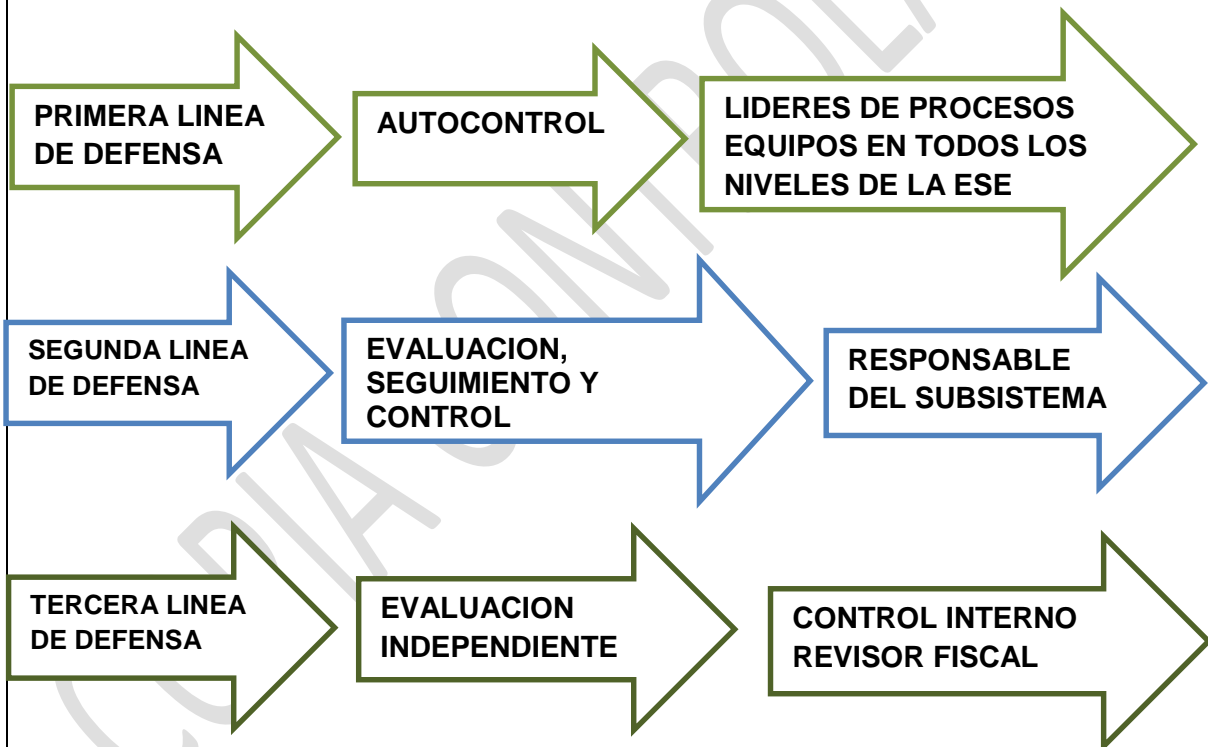 PRIMERA LINEA
DE DEFENSA
AUTOCONTROL
LIDERES DE PROCESOS
EQUIPOS EN TODOS LOS
NIVELES DE LA ESE
SEGUNDA LINEA
DE DEFENSA
EVALUACION,
SEGUIMIENTO Y
CONTROL
RESPONSABLE
DEL SUBSISTEMA
TERCERA LINEA
DE DEFENSA
EVALUACION
INDEPENDIENTE
CONTROL INTERNO
REVISOR FISCAL